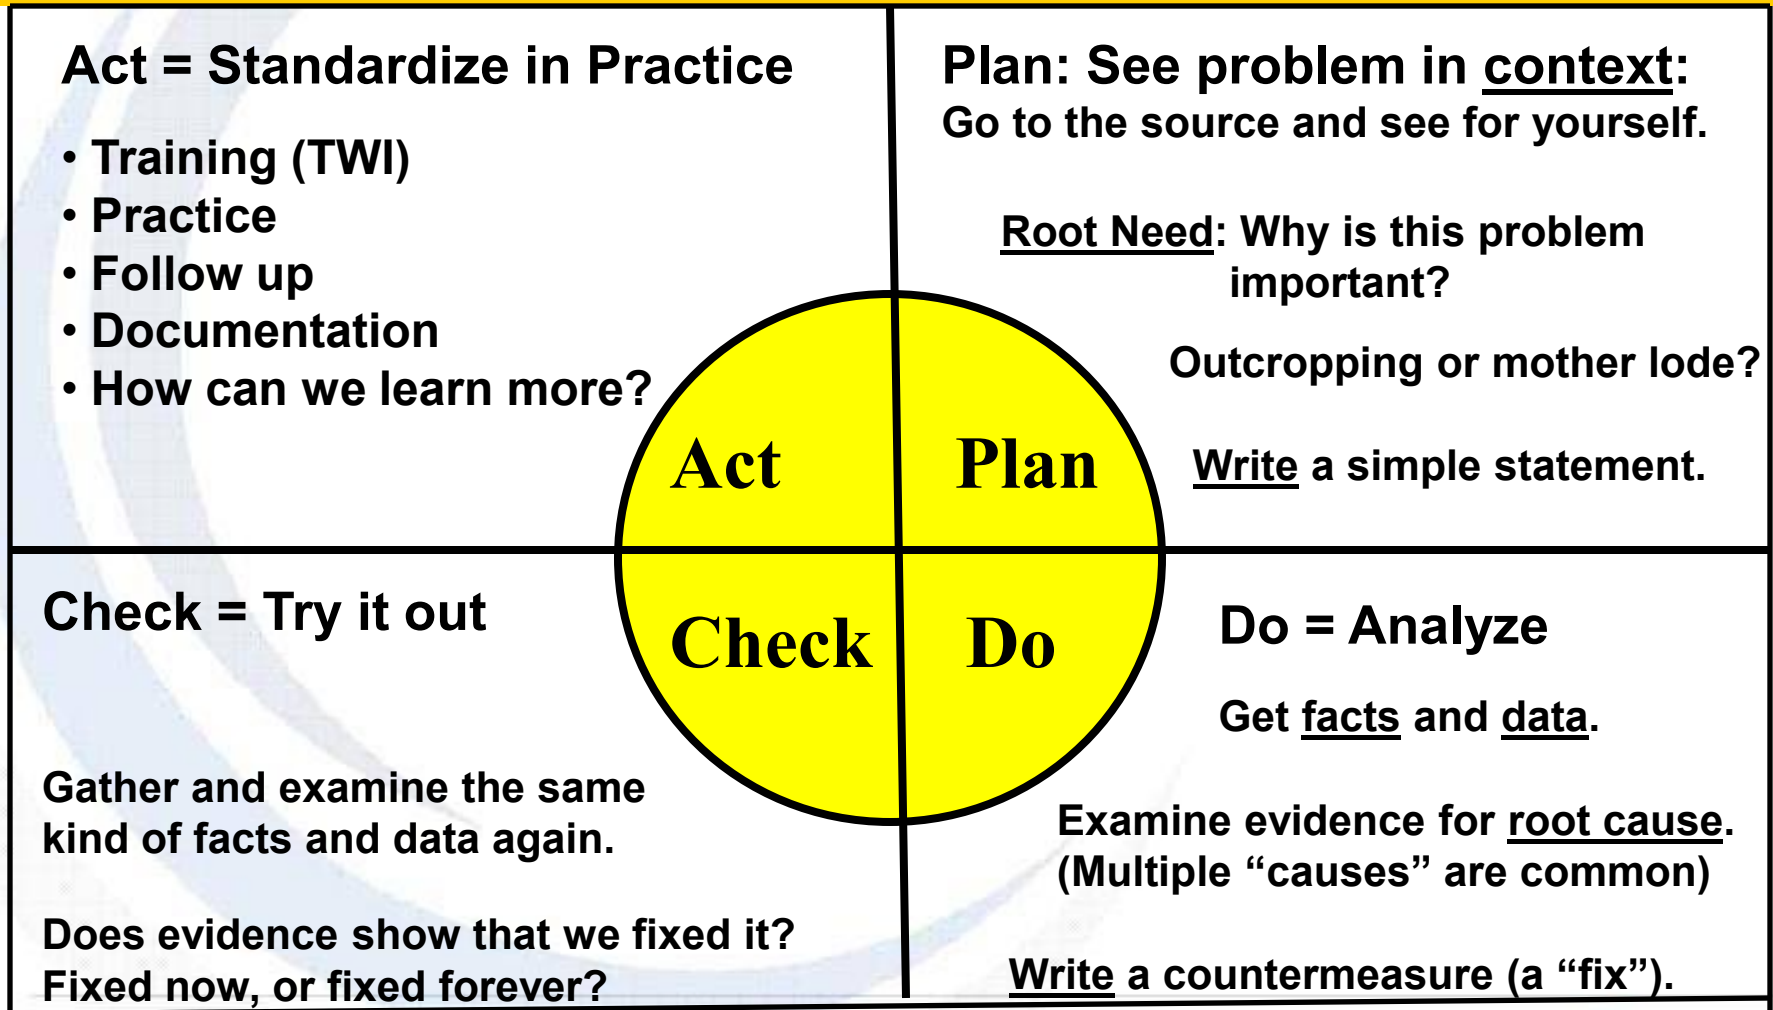 Act = Standardize in Practice
• Training (TWI)
• Practice
• Follow up
• Documentation
• How can we learn more?
Plan: See problem in context:
Go to the source and see for yourself.
Root Need: Why is this problem
important?
Outcropping or mother lode?
Write a simple statement.
Act
Plan
Check
Do
Check = Try it out
Gather and examine the same
kind of facts and data again.
Does evidence show that we fixed it?
Fixed now, or fixed forever?
Do = Analyze
Get facts and data.
Examine evidence for root cause.
(Multiple “causes” are common)
Write a countermeasure (a “fix”).